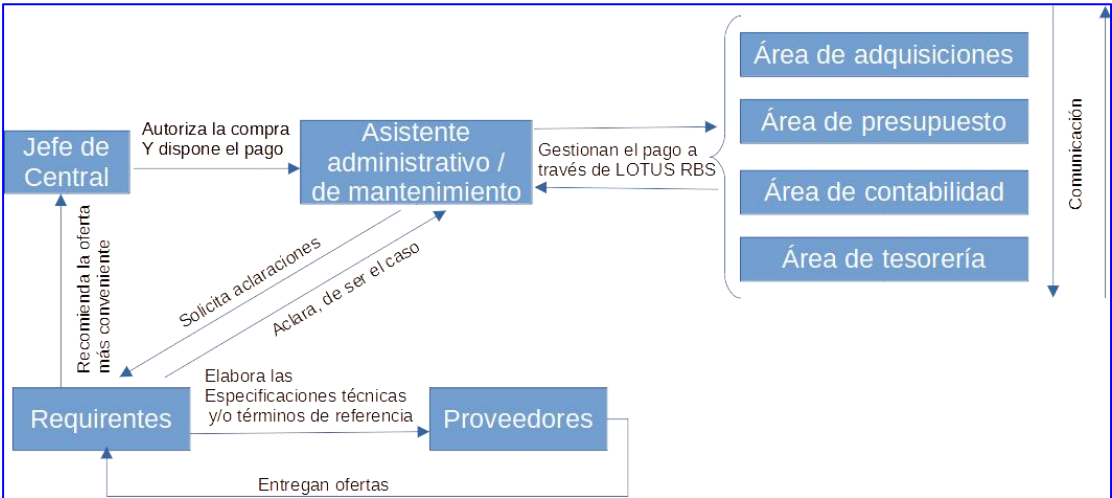 Área de adquisiciones
Área de presupuesto
Área de contabilidad
Área de tesorería
Comunicación
Jefe de
Central
Autoriza la compra
Y dispone el pago
Asistente
administrativo /
de mantenimiento
Gestionan el pago a
través de LOTUS RBS
Recomienda la oferta
más conveniente
Solicita aclaraciones
Aclara, de ser el caso
Requirentes
Elabora las
Especificaciones técnicas
y/o términos de referencia
Proveedores
Entregan ofertas